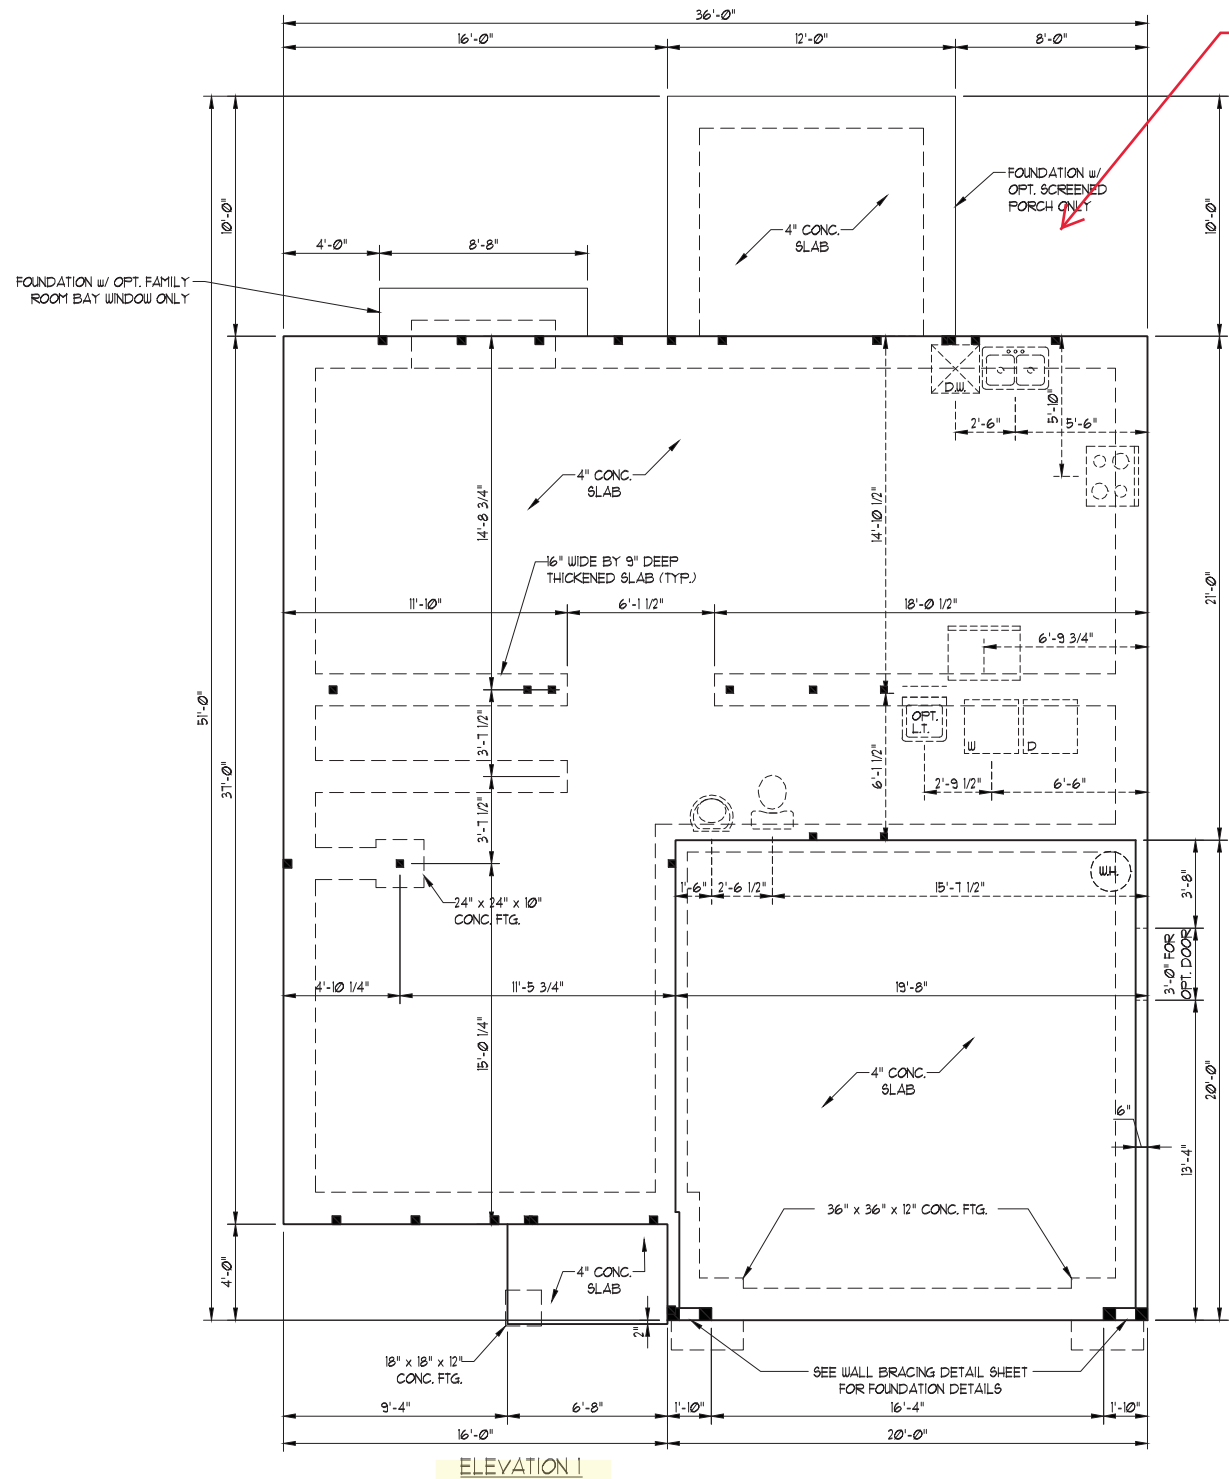 36'-0"
16'-0"
12'-0"
8'-0"
FOUNDATION w/
OPT. SCREENED
PORCH ONLY
10'-0"
10'-0"
4" CONC.
SLAB
4'-0"
8'-8"
FOUNDATION w/ OPT. FAMILY
ROOM BAY WINDOW ONLY
D.W.
2'-6"
5'-10"
5'-6"
4" CONC.
SLAB
14'-8 3/4"
14'-10 1/2"
16" WIDE BY 9" DEEP
THICKENED SLAB (TYP.)
21'-0"
11'-10"
6'-1 1/2"
18'-0 1/2"
6'-9 3/4"
51'-0"
37'-0"
3'-7 1/2"
OPT.
L.T.
W
D
6'-1 1/2"
2'-9 1/2"
6'-6"
3'-7 1/2"
W.H.
1'-6"
2'-6 1/2"
15'-7 1/2"
3'-8"
24" x 24" x 10"
CONC. FTG.
3'-0" FOR
OPT. DOOR
4'-10 1/4"
11'-5 3/4"
19'-8"
15'-0 1/4"
4" CONC.
SLAB
20'-0"
6"
13'-4"
36" x 36" x 12" CONC. FTG.
4'-0"
4" CONC.
SLAB
2"
18" x 18" x 12"
CONC. FTG.
SEE WALL BRACING DETAIL SHEET
FOR FOUNDATION DETAILS
9'-4"
6'-8"
1'-10"
16'-4"
1'-10"
16'-0"
20'-0"
ELEVATION 1